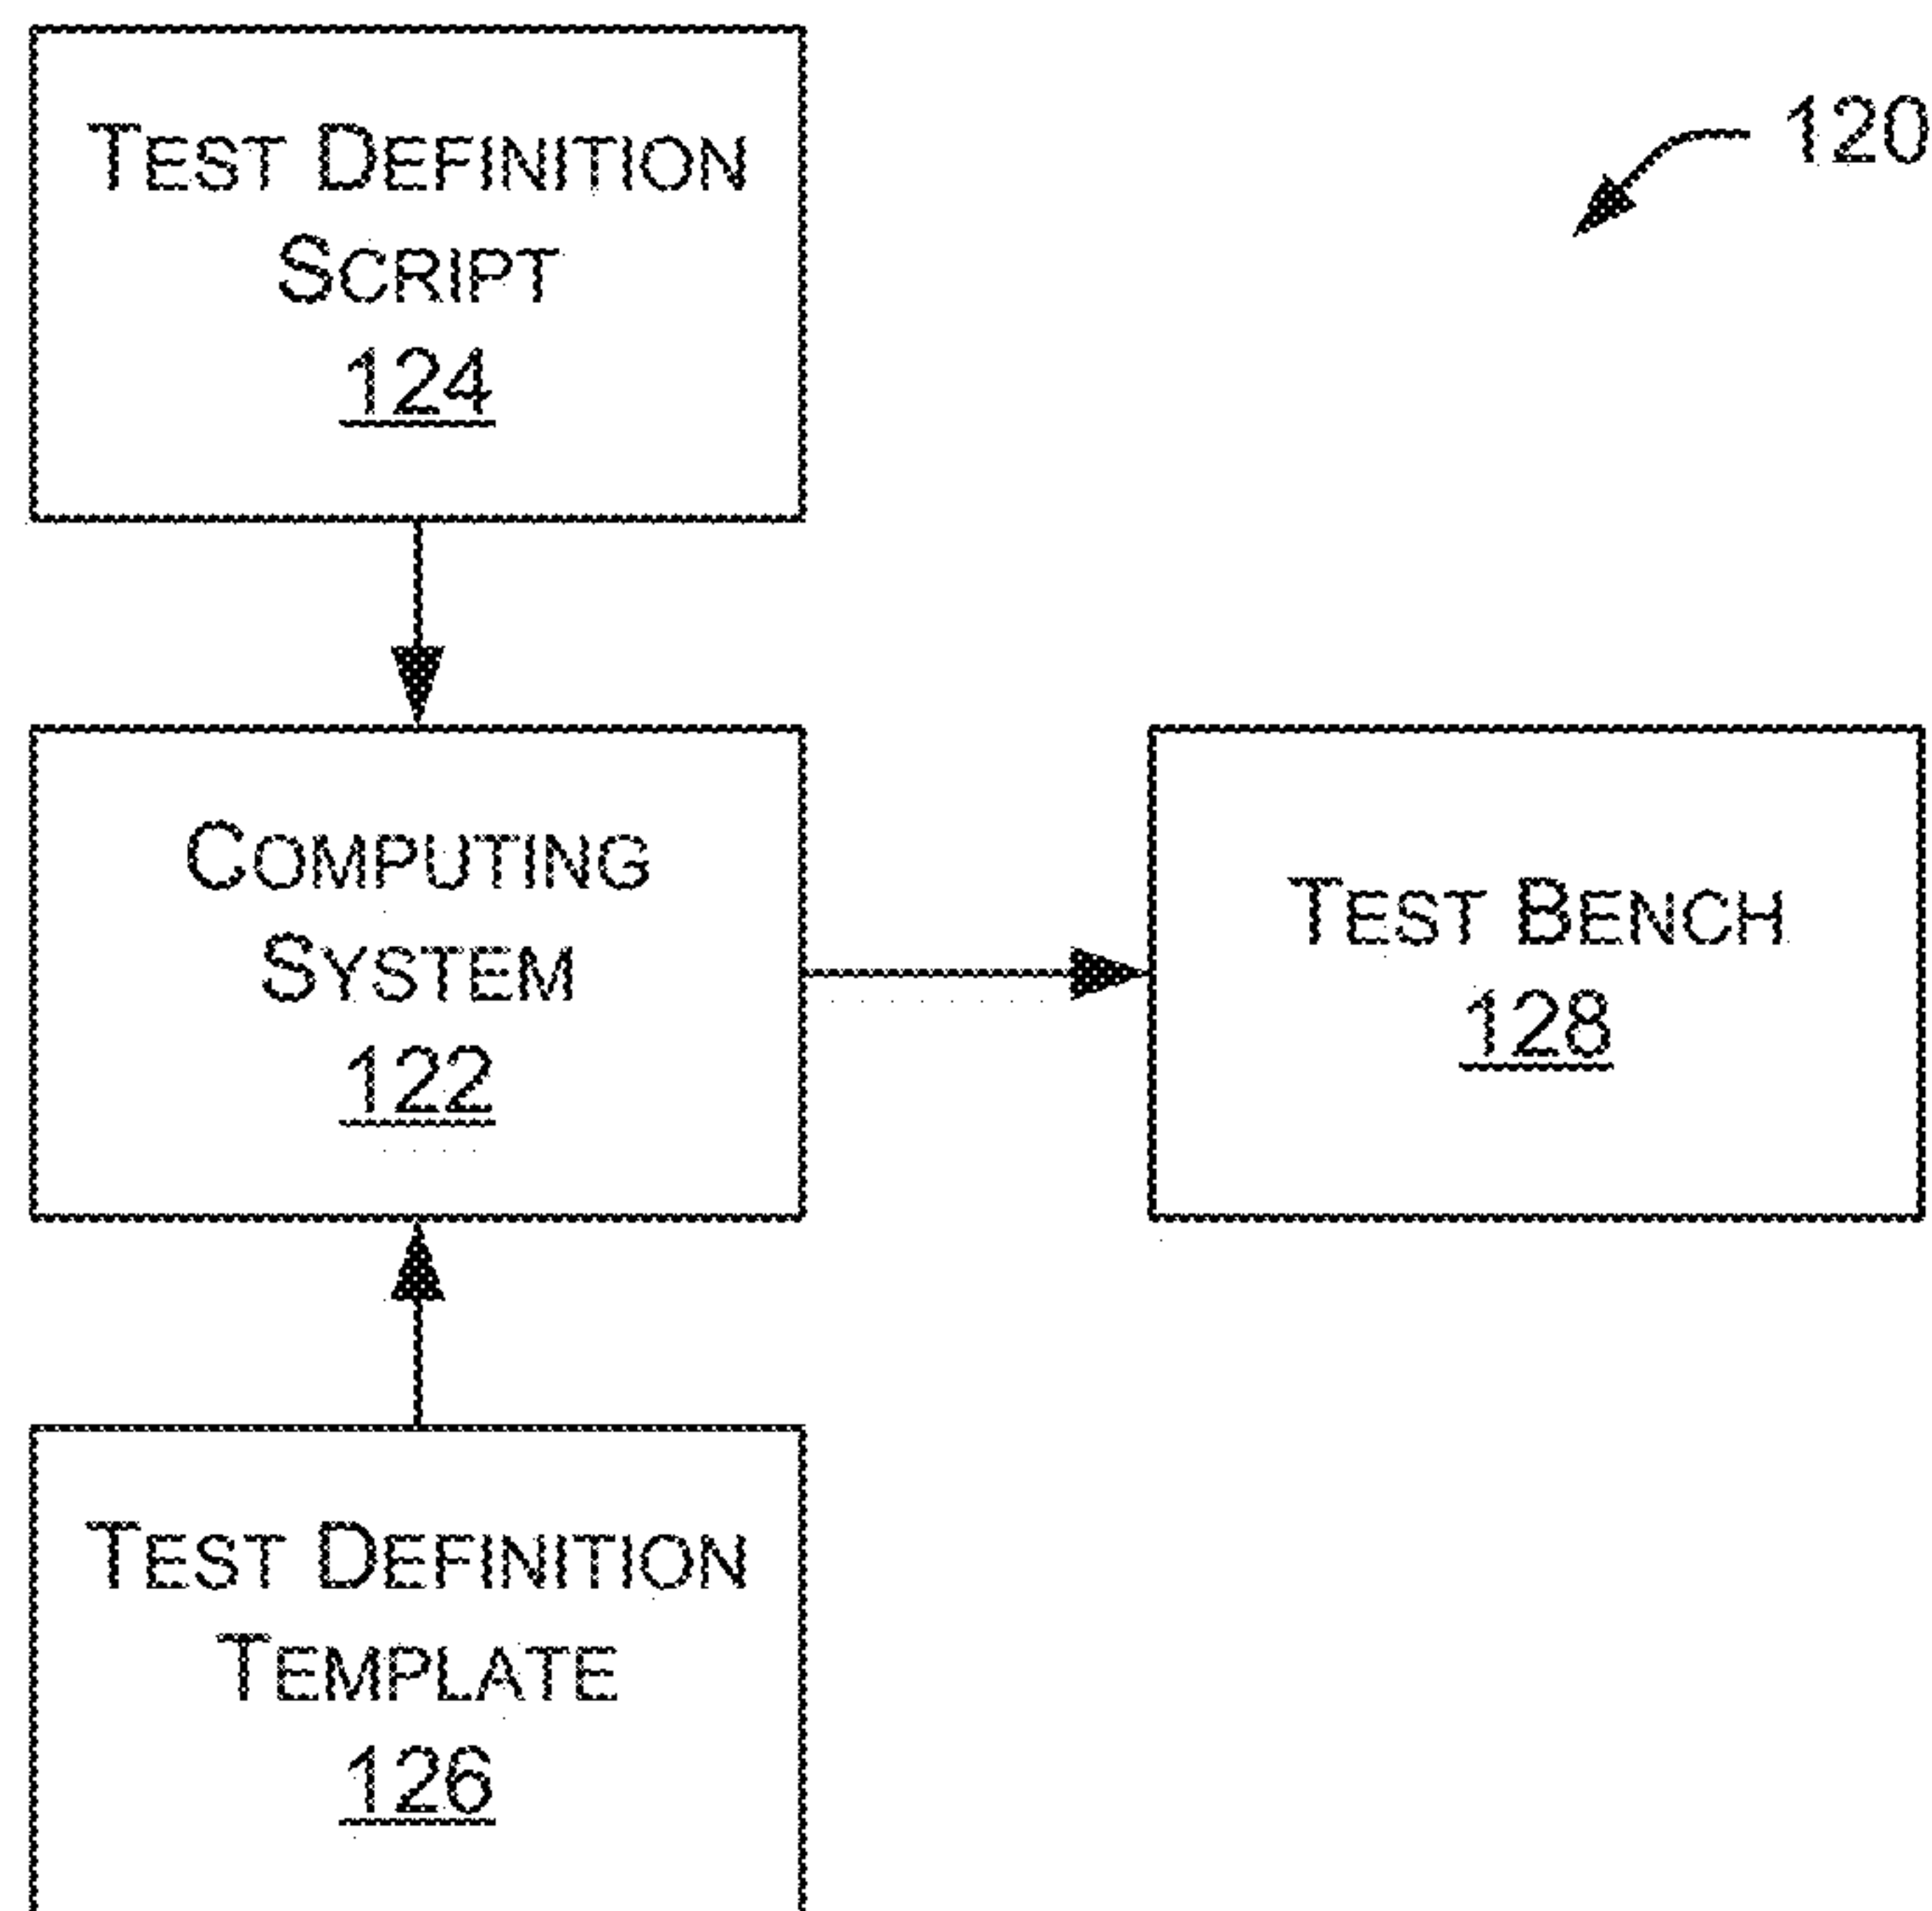 TEST DEFINITION
SCRIPT
124
120
COMPUTING
SYSTEM
122
TEST BENCH
128
TEST DEFINITION
TEMPLATE
126